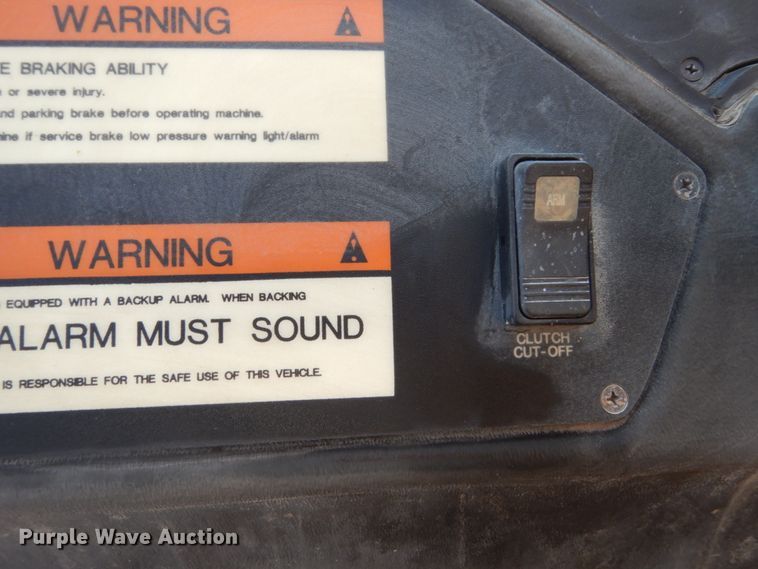 WARNING
E BRAKING ABILITY
or severe injury.
nd parking brake before operating machine.
ine if service brake low pressure warning light/alarm
WARNING
EQUIPPED WITH A BACKUP ALARM. WHEN BACKING
ALARM MUST SOUND
IS RESPONSIBLE FOR THE SAFE USE OF THIS VEHICLE.
ARM
CLUTCH
CUT-OFF
Purple Wave Auction®